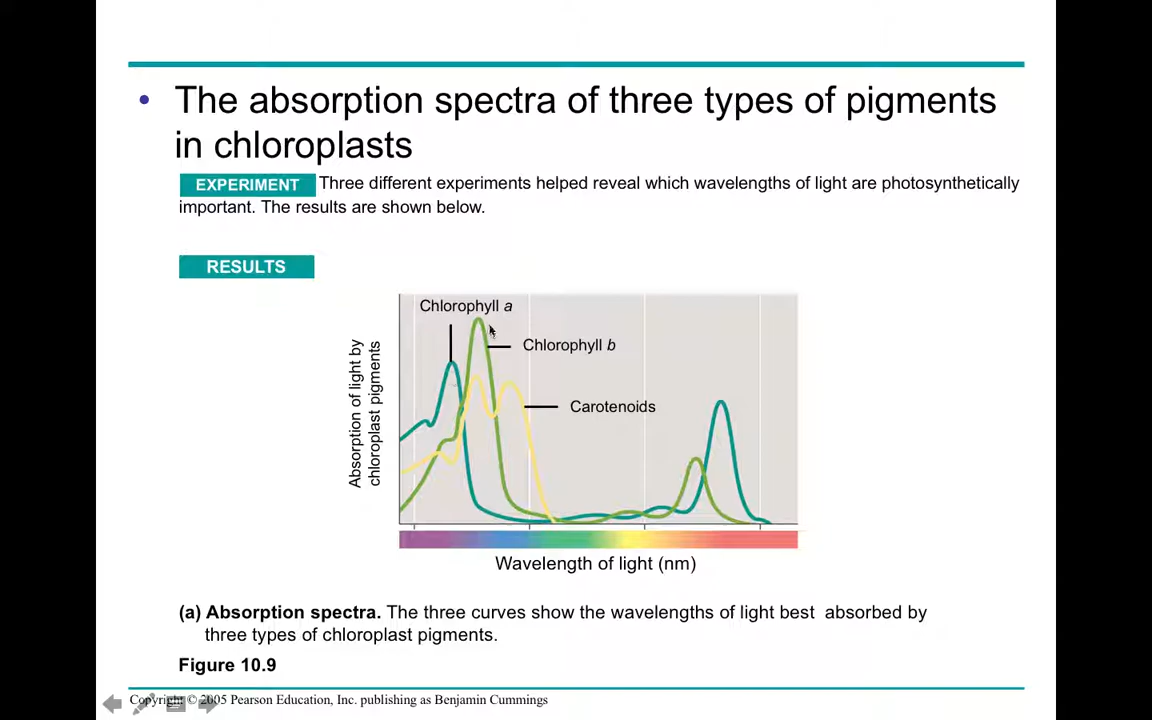 • The absorption spectra of three types of pigments
in chloroplasts
EXPERIMENT Three different experiments helped reveal which wavelengths of light are photosynthetically
important. The results are shown below.
RESULTS
Chlorophyll a
Chlorophyll b
Carotenoids
Absorption of light by
chloroplast pigments
Wavelength of light (nm)
(a) Absorption spectra. The three curves show the wavelengths of light best absorbed by
three types of chloroplast pigments.
Figure 10.9
Copyright © 2005 Pearson Education, Inc. publishing as Benjamin Cummings